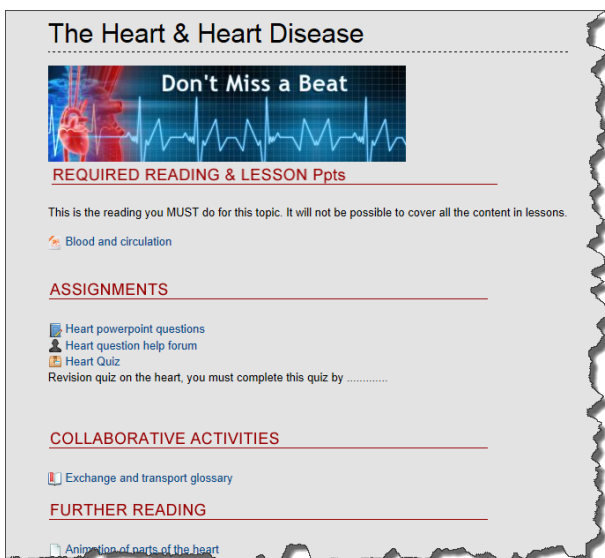 The Heart & Heart Disease
Don't Miss a Beat
REQUIRED READING & LESSON Ppts
This is the reading you MUST do for this topic. It will not be possible to cover all the content in lessons.
Blood and circulation
ASSIGNMENTS
Heart powerpoint questions
Heart question help forum
Heart Quiz
Revision quiz on the heart, you must complete this quiz by .............
COLLABORATIVE ACTIVITIES
Exchange and transport glossary
FURTHER READING
Animation of parts of the heart